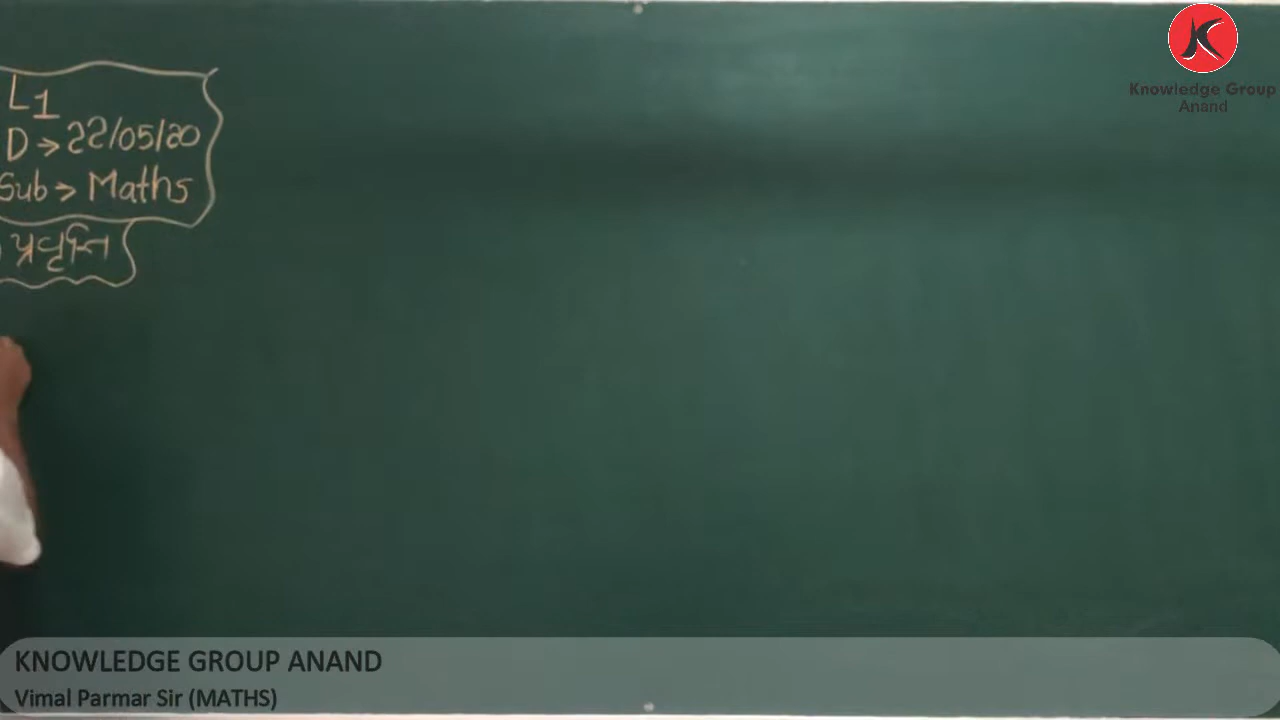 L1
D → 22/05/20
Sub → Maths
પ્રવૃત્તિ
Knowledge Group
Anand
KNOWLEDGE GROUP ANAND
Vimal Parmar Sir (MATHS)